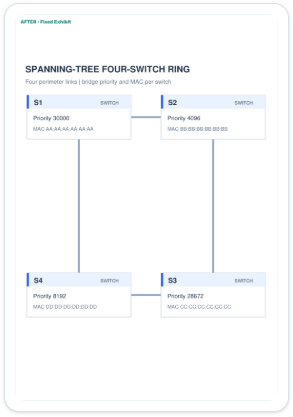 AFTER - Fixed Exhibit
SPANNING-TREE FOUR-SWITCH RING
Four perimeter links | bridge priority and MAC per switch
S1 SWITCH
Priority 30000
MAC AA:AA:AA:AA:AA:AA
S2 SWITCH
Priority 4096
MAC BB:BB:BB:BB:BB:BB
S4 SWITCH
Priority 8192
MAC DD:DD:DD:DD:DD:DD
S3 SWITCH
Priority 28672
MAC CC:CC:CC:CC:CC:CC